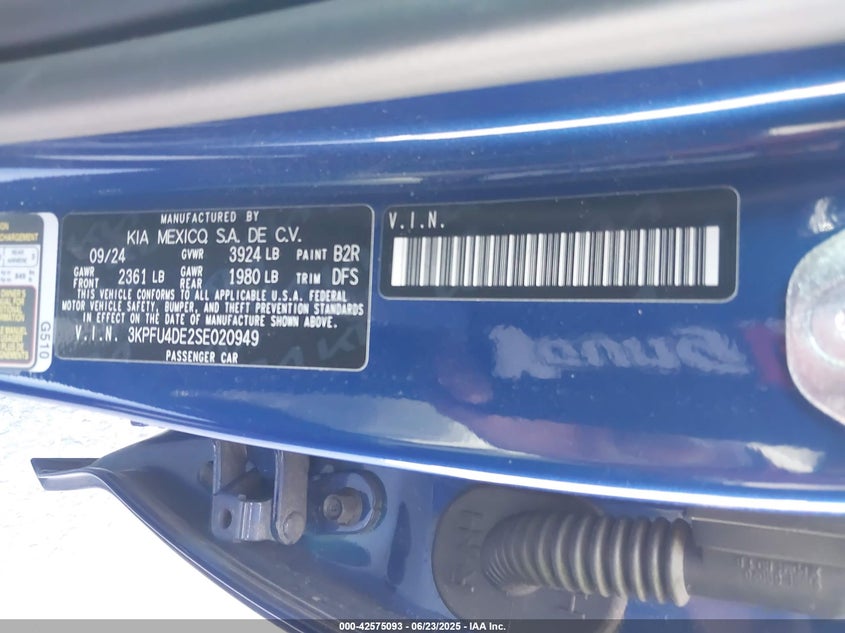 MANUFACTURED BY
KIA MEXICO, S.A. DE C.V.
09/24 GVWR 3924 LB PAINT B2R
GAWR FRONT 2361 LB GAWR REAR 1980 LB TRIM DFS
THIS VEHICLE CONFORMS TO ALL APPLICABLE U.S.A. FEDERAL
MOTOR VEHICLE SAFETY, BUMPER, AND THEFT PREVENTION STANDARDS
IN EFFECT ON THE DATE OF MANUFACTURE SHOWN ABOVE.
V.I.N. 3KPFU4DE2SE020949
PASSENGER CAR
V.I.N.
G510
000-42575093 - 06/23/2025 - IAA Inc.